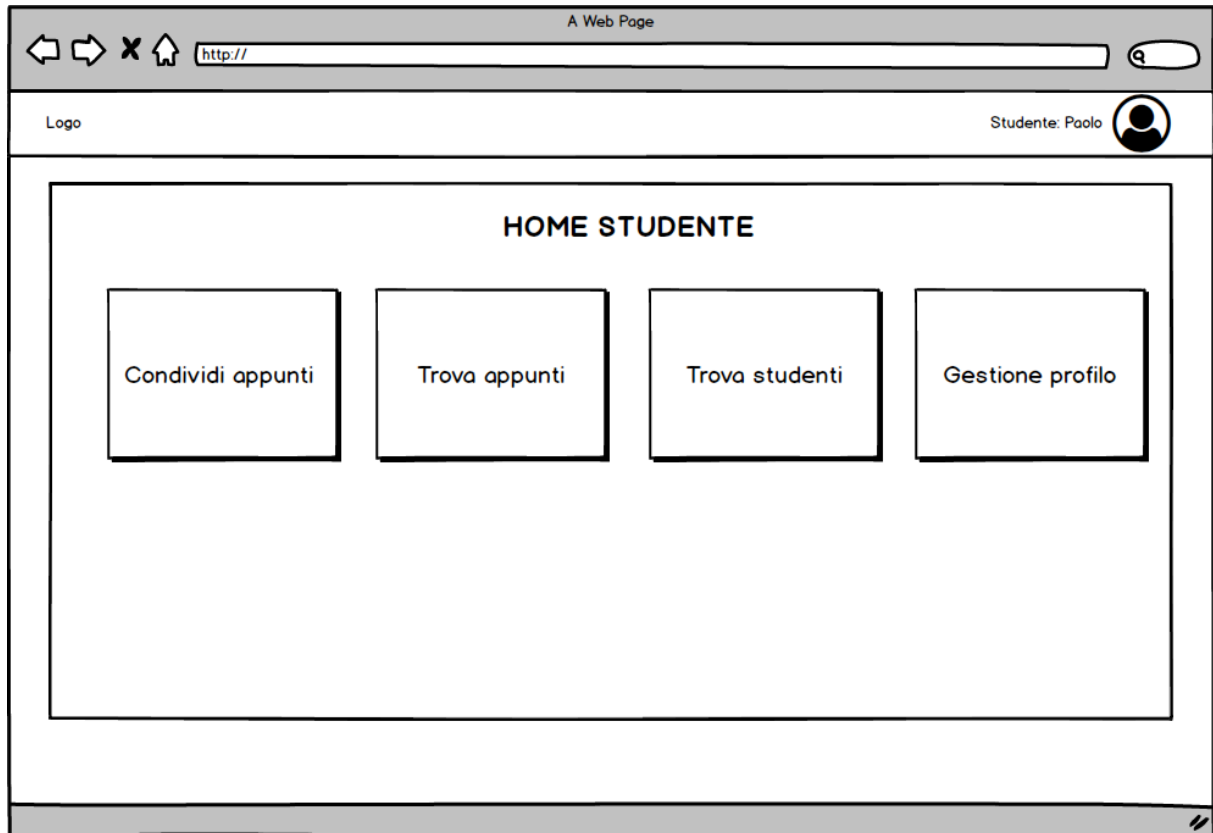 A Web Page
http://
Logo
Studente: Paolo
HOME STUDENTE
Condividi appunti
Trova appunti
Trova studenti
Gestione profilo